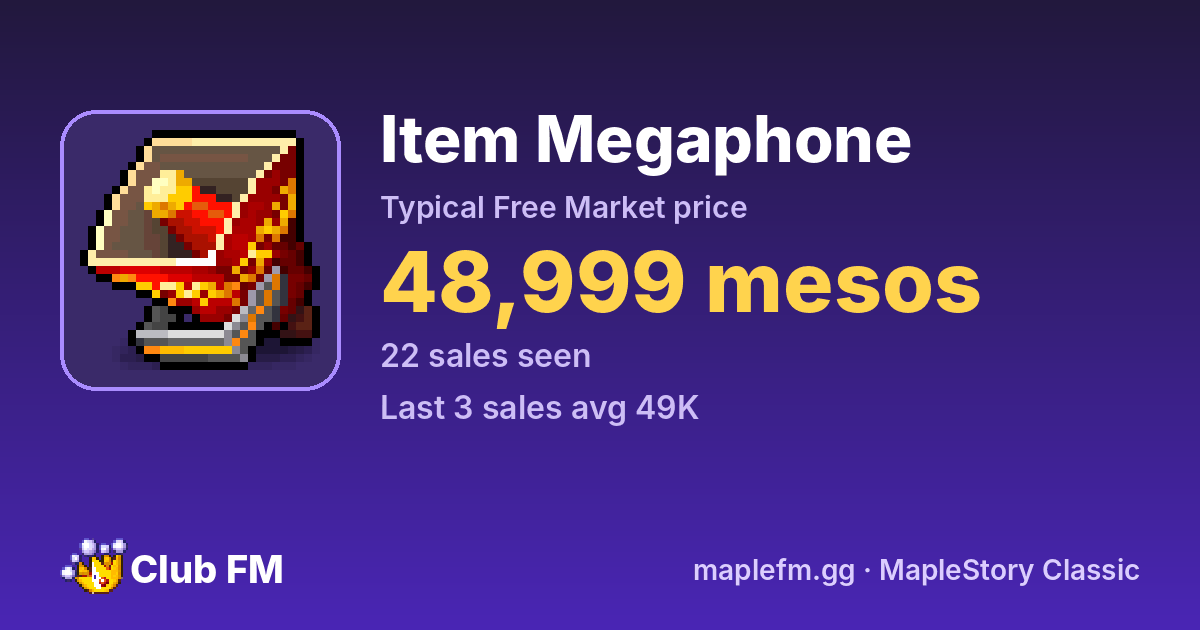 Item Megaphone
Typical Free Market price
48,999 mesos
22 sales seen
Last 3 sales avg 49K
Club FM
maplefm.gg · MapleStory Classic